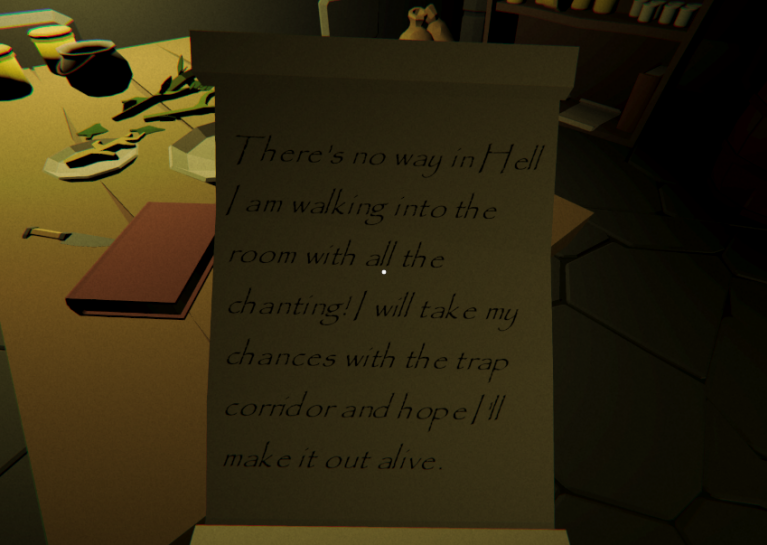 There's no way in Hell
I am walking into the
room with all the
chanting! I will take my
chances with the trap
corridor and hope I'll
make it out alive.